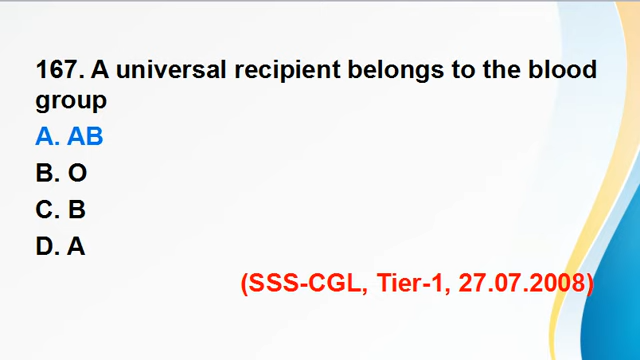 167. A universal recipient belongs to the blood
group
A. AB
B. O
C. B
D. A
(SSS-CGL, Tier-1, 27.07.2008)